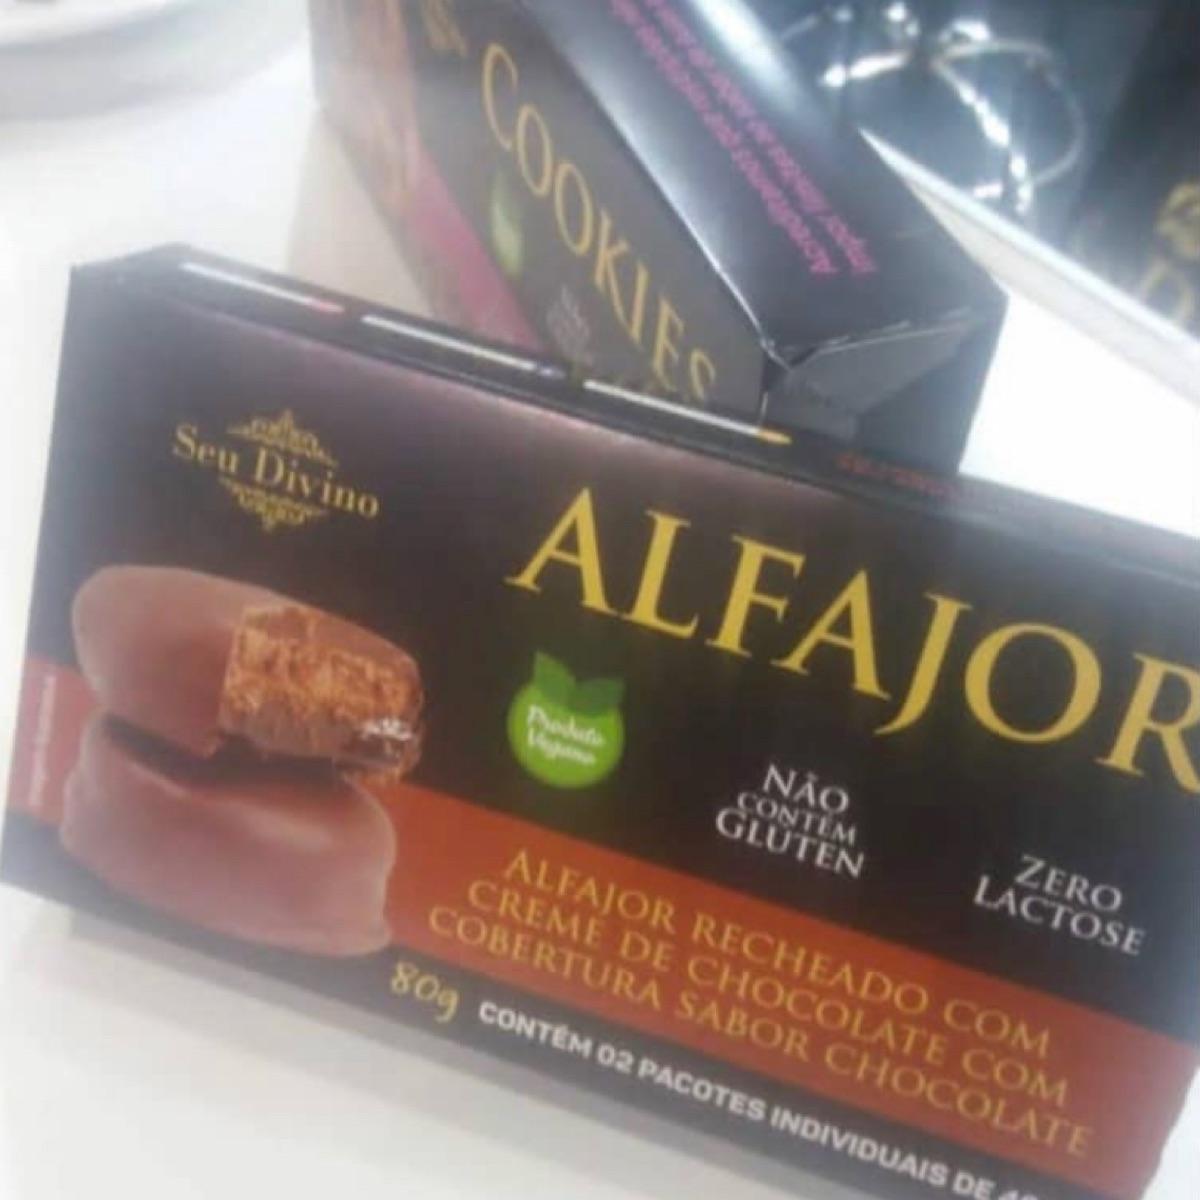 COOKIES
Seu Divino
ALFAJOR
Produto
Vegano
NÃO
CONTÉM
GLÚTEN
ZERO
LACTOSE
ALFAJOR RECHEADO COM
CREME DE CHOCOLATE COM
COBERTURA SABOR CHOCOLATE
80g
CONTÉM 02 PACOTES INDIVIDUAIS DE